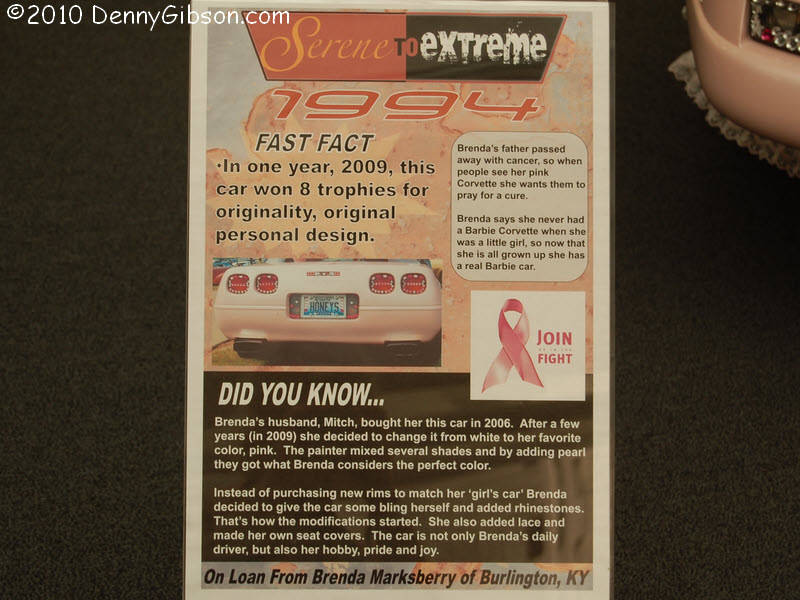 ©2010 DennyGibson.com
Serene TO extreme
1994
FAST FACT
•In one year, 2009, this
car won 8 trophies for
originality, original
personal design.
Brenda's father passed
away with cancer, so when
people see her pink
Corvette she wants them to
pray for a cure.
Brenda says she never had
a Barbie Corvette when she
was a little girl, so now that
she is all grown up she has
a real Barbie car.
HONEYS
JOIN
FIGHT
DID YOU KNOW...
Brenda's husband, Mitch, bought her this car in 2006. After a few
years (in 2009) she decided to change it from white to her favorite
color, pink. The painter mixed several shades and by adding pearl
they got what Brenda considers the perfect color.
Instead of purchasing new rims to match her 'girl's car' Brenda
decided to give the car some bling herself and added rhinestones.
That's how the modifications started. She also added lace and
made her own seat covers. The car is not only Brenda's daily
driver, but also her hobby, pride and joy.
On Loan From Brenda Marksberry of Burlington, KY